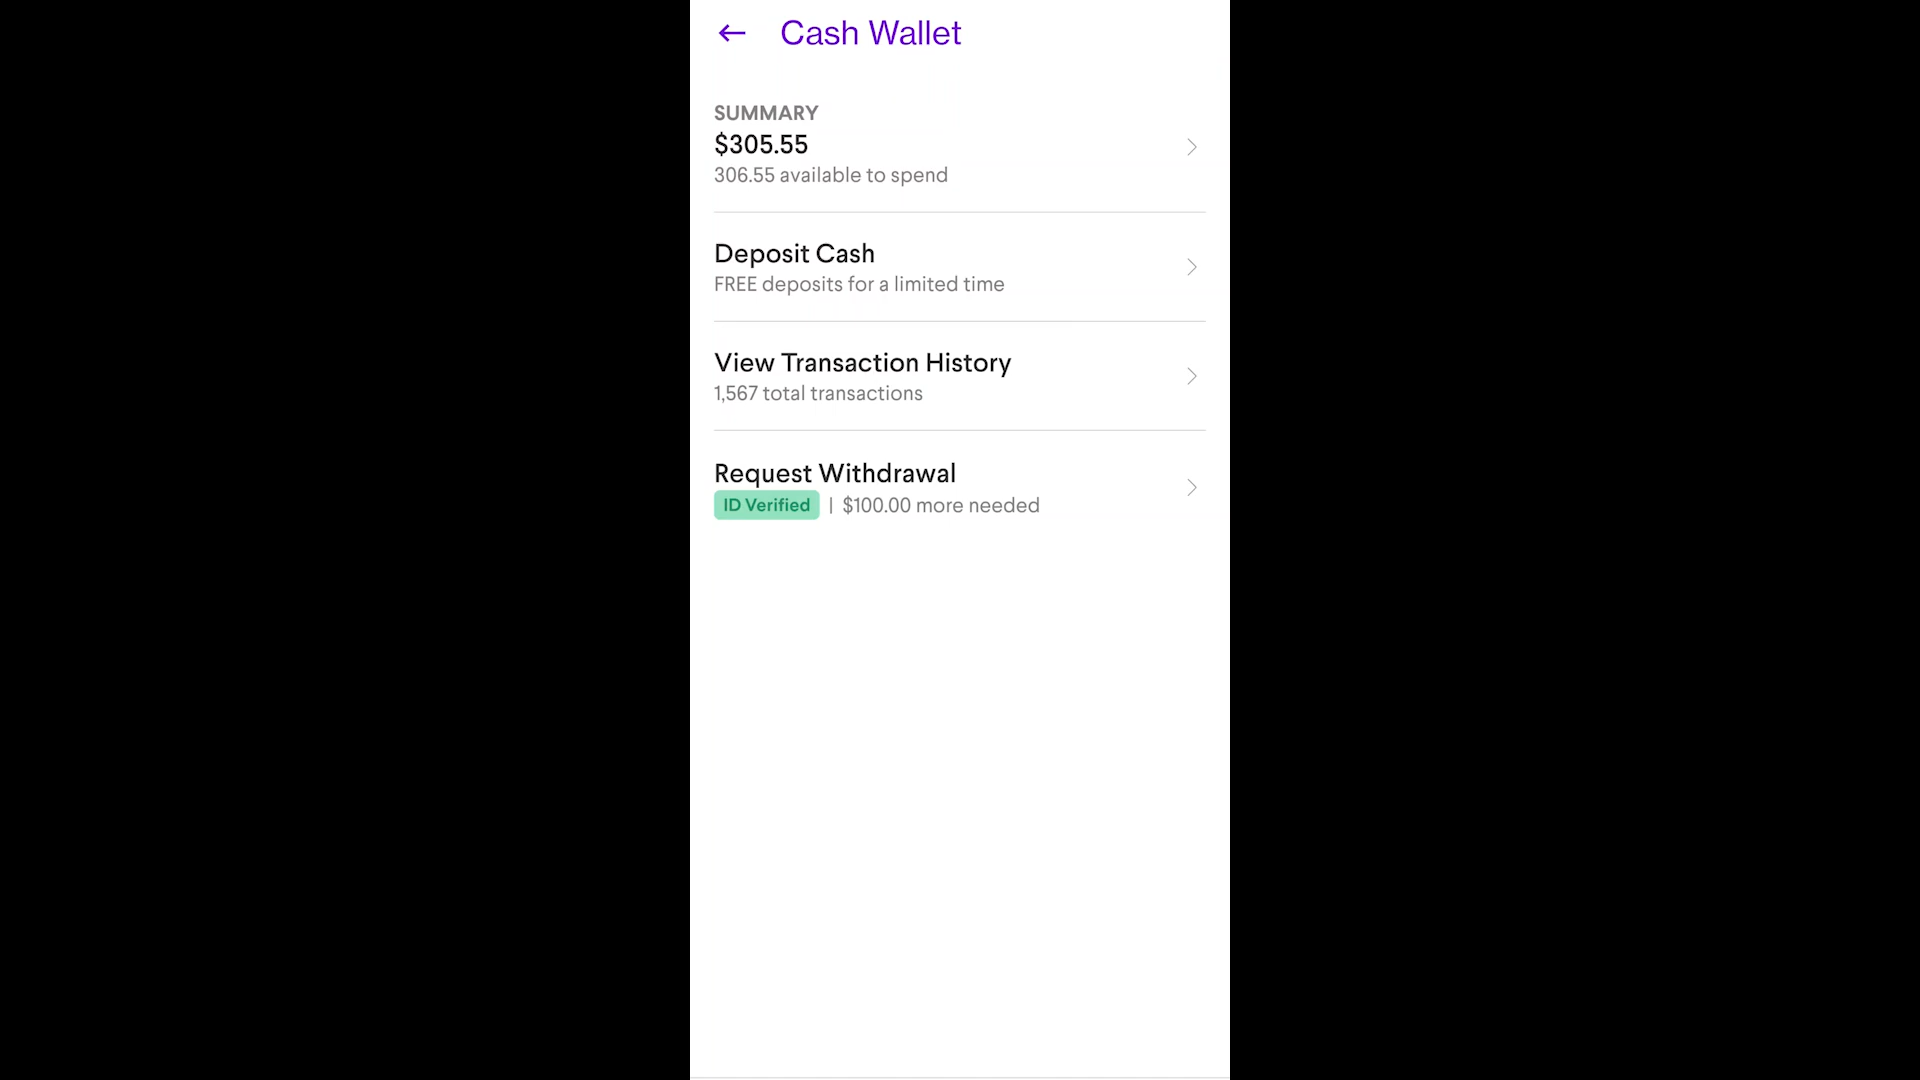 Cash Wallet
SUMMARY
$305.55
306.55 available to spend
Deposit Cash
FREE deposits for a limited time
View Transaction History
1,567 total transactions
Request Withdrawal
ID Verified | $100.00 more needed